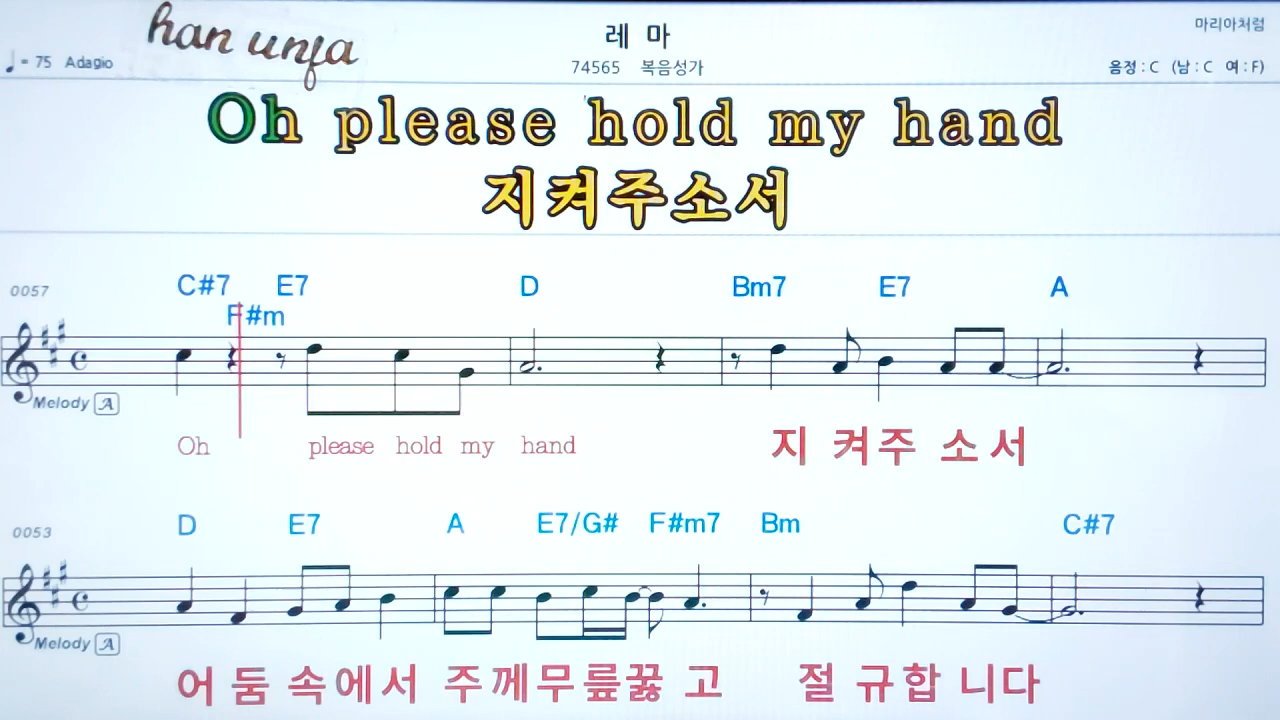 han unfa
레 마
마리아처럼
♩= 75 Adagio
74565 복음성가
음정 : C (남 : C 여 : F)
Oh please hold my hand
지켜주소서
0057
C#7 E7 D Bm7 E7 A
F#m
Melody A
Oh please hold my hand 지 켜주 소 서
0053
D E7 A E7/G# F#m7 Bm C#7
Melody A
어 둠 속에서 주께무릎꿇 고 절 규합 니다